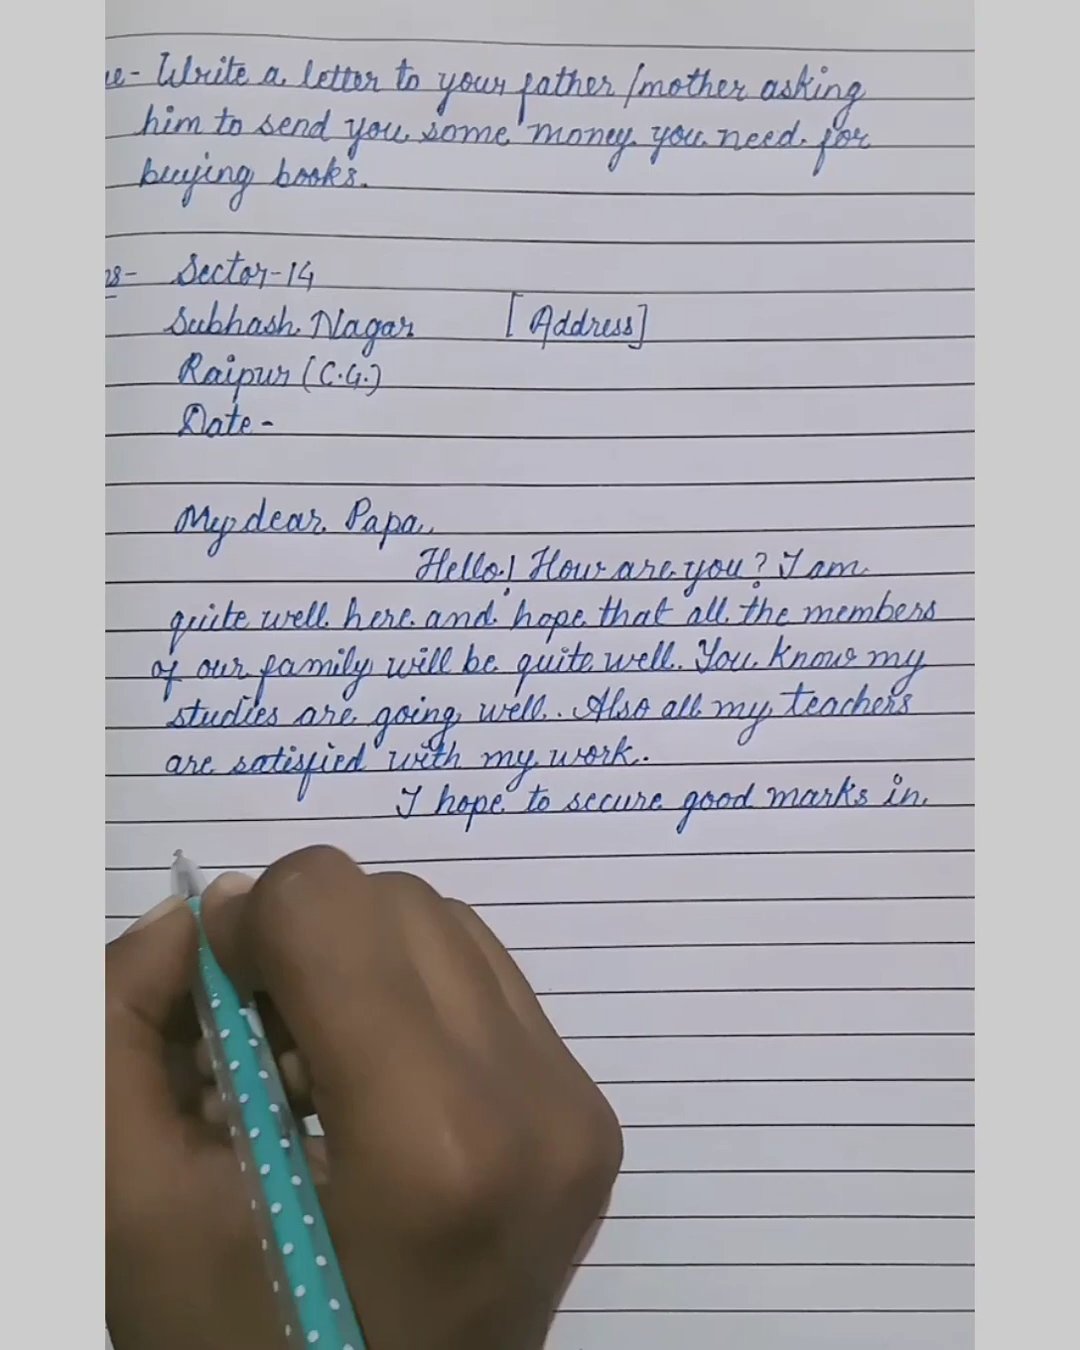 ue- Write a letter to your father/mother asking
him to send you some money you need for
buying books.
ns- Sector-14
Subhash Nagar [Address]
Raipur (C.G.)
Date-
My dear Papa,
Hello! How are you? I am
quite well here and hope that all the members
of our family will be quite well. You know my
studies are going well. Also all my teachers
are satisfied with my work.
I hope to secure good marks in